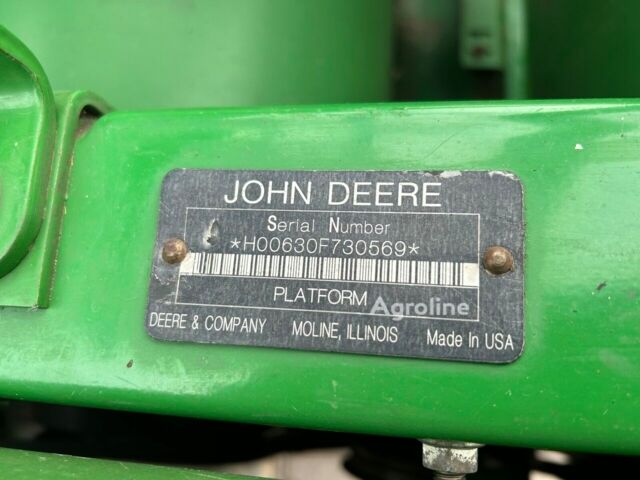 JOHN DEERE
Serial Number
*H00630F730569*
PLATFORM
Agroline
DEERE & COMPANY MOLINE, ILLINOIS Made In USA